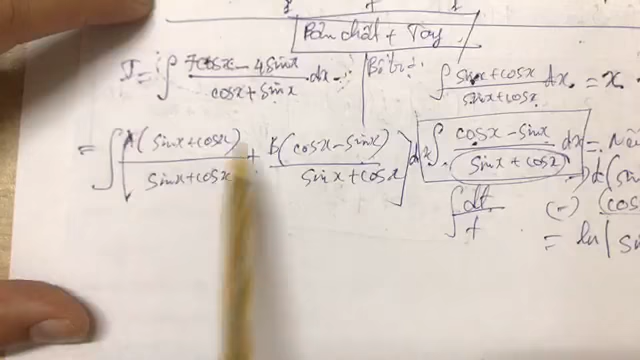 Bản chất + Tay
I = ∫ (7cosx - 4sinx)/(cosx + sinx) dx
Bổ trợ:
∫ (sinx + cosx)/(sinx + cosx) dx = x.
= ∫ [A(sinx + cosx)/(sinx + cosx) + B(cosx - sinx)/(sinx + cosx)] dx
∫ (cosx - sinx)/(sinx + cosx) dx =
∫ dt/t
(-)
= ln|